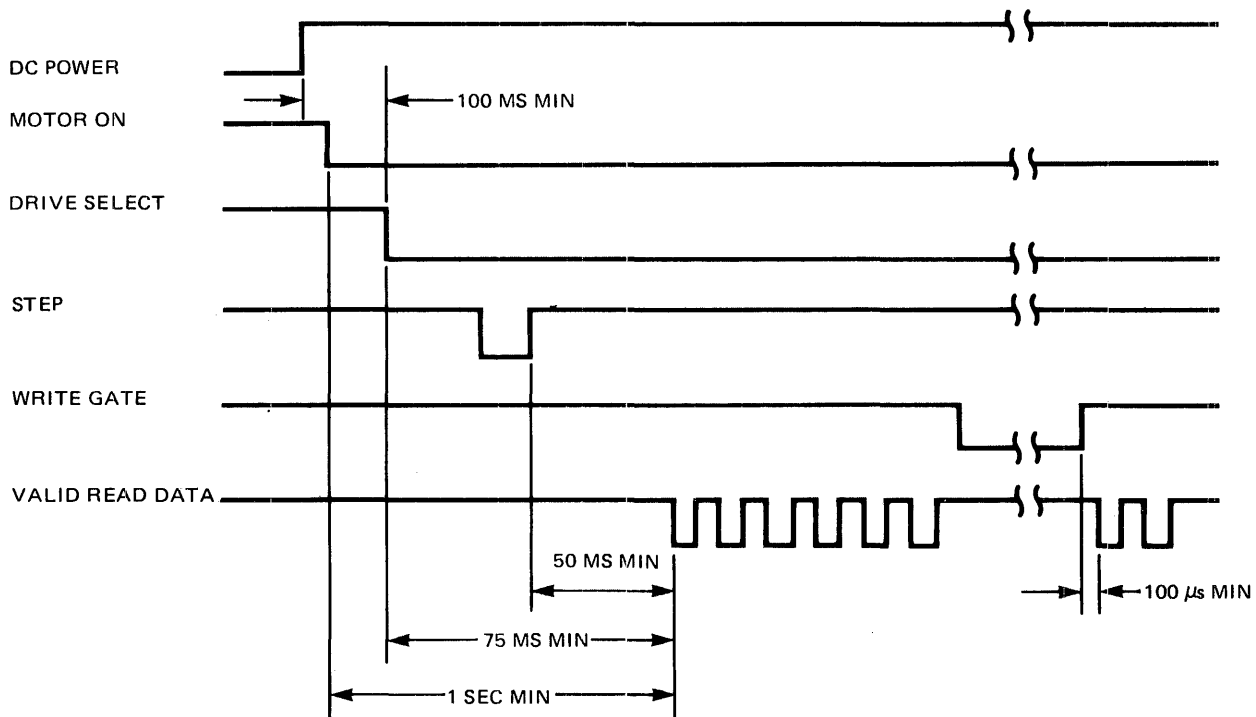 DC POWER
100 MS MIN
MOTOR ON
DRIVE SELECT
STEP
WRITE GATE
VALID READ DATA
50 MS MIN
100 μs MIN
75 MS MIN
1 SEC MIN